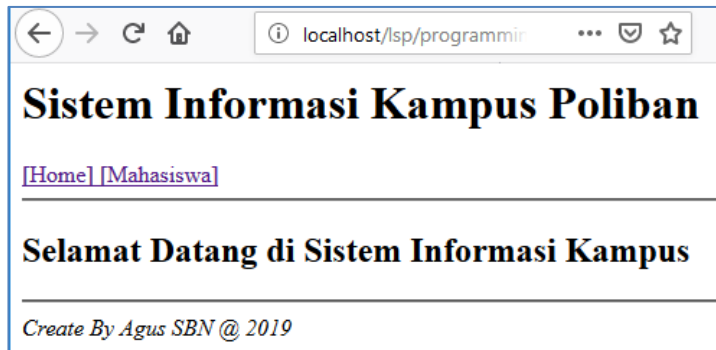 localhost/lsp/programmin
Sistem Informasi Kampus Poliban
[Home] [Mahasiswa]
Selamat Datang di Sistem Informasi Kampus
Create By Agus SBN @ 2019